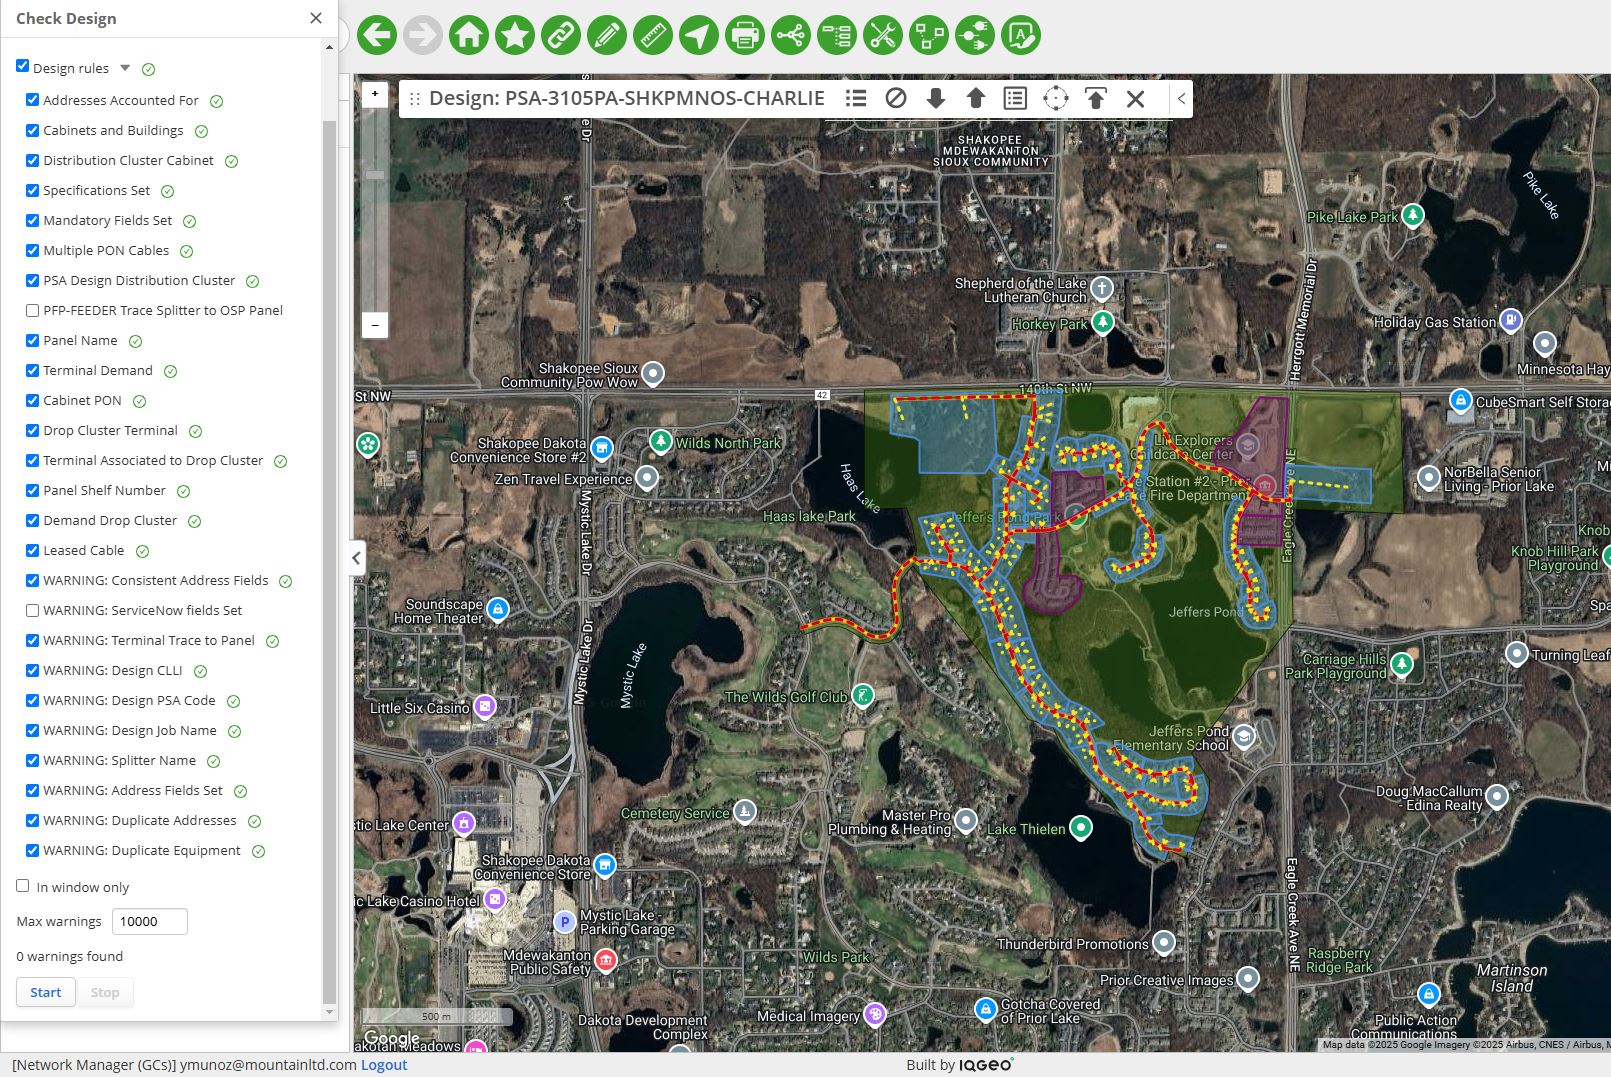 Check Design
Design rules
Addresses Accounted For
Cabinets and Buildings
Distribution Cluster Cabinet
Specifications Set
Mandatory Fields Set
Multiple PON Cables
PSA Design Distribution Cluster
PFP-FEEDER Trace Splitter to OSP Panel
Panel Name
Terminal Demand
Cabinet PON
Drop Cluster Terminal
Terminal Associated to Drop Cluster
Panel Shelf Number
Demand Drop Cluster
Leased Cable
WARNING: Consistent Address Fields
WARNING: ServiceNow fields Set
WARNING: Terminal Trace to Panel
WARNING: Design CLLI
WARNING: Design PSA Code
WARNING: Design Job Name
WARNING: Splitter Name
WARNING: Address Fields Set
WARNING: Duplicate Addresses
WARNING: Duplicate Equipment
In window only
Max warnings 10000
0 warnings found
Start Stop
Design: PSA-3105PA-SHKPMNOS-CHARLIE
SHAKOPEE
MDEWAKANTON
SIOUX COMMUNITY
Pike Lake
Pike Lake Park
Shepherd of the Lake
Lutheran Church
Horkey Park
Herrgott Memorial Dr
Holiday Gas Station
Minnesota Hay
Shakopee Sioux
Community Pow Wow
St NW
42
140th St NW
CubeSmart Self Stora
Shakopee Dakota
Convenience Store #2
Wilds North Park
Zen Travel Experience
Haas Lake
Haas lake Park
Explorers
Childcare Center
Station #2 - Prior
Lake Fire Department
Jeffer's Pond Park
NorBella Senior
Living - Prior Lake
Mi
Knob
Knob Hill Park
Playground
Mystic Lake Dr
Eagle Creek
NE
Soundscape
Home Theater
Jeffers Pond
Spa
Mystic Lake Dr
Mystic Lake
Carriage Hills
Park Playground
Turning Leaf
The Wilds Golf Club
Little Six Casino
Jeffers Pond
Elementary School
Doug MacCallum
- Edina Realty
Cemetery Service
Master Pro
Plumbing & Heating
Lake Thielen
stic Lake Center
Shakopee Dakota
Convenience Store
ic Lake Casino Hotel
Mystic Lake -
Parking Garage
P
Eagle Creek Ave NE
Mdewakanton
Public Safety
Wilds Park
Thunderbird Promotions
Raspberry
Ridge Park
Prior Creative Images
Martinson
Island
Medical Imagery
Gotcha Covered
of Prior Lake
Dakota Development
Complex
Public Action
Communications
500 m
Google
akotah Meadows
Map data ©2025 Google Imagery ©2025 Airbus, CNES / Airbus, M
[Network Manager (GCs)] ymunoz@mountainltd.com Logout
Built by IQGeo